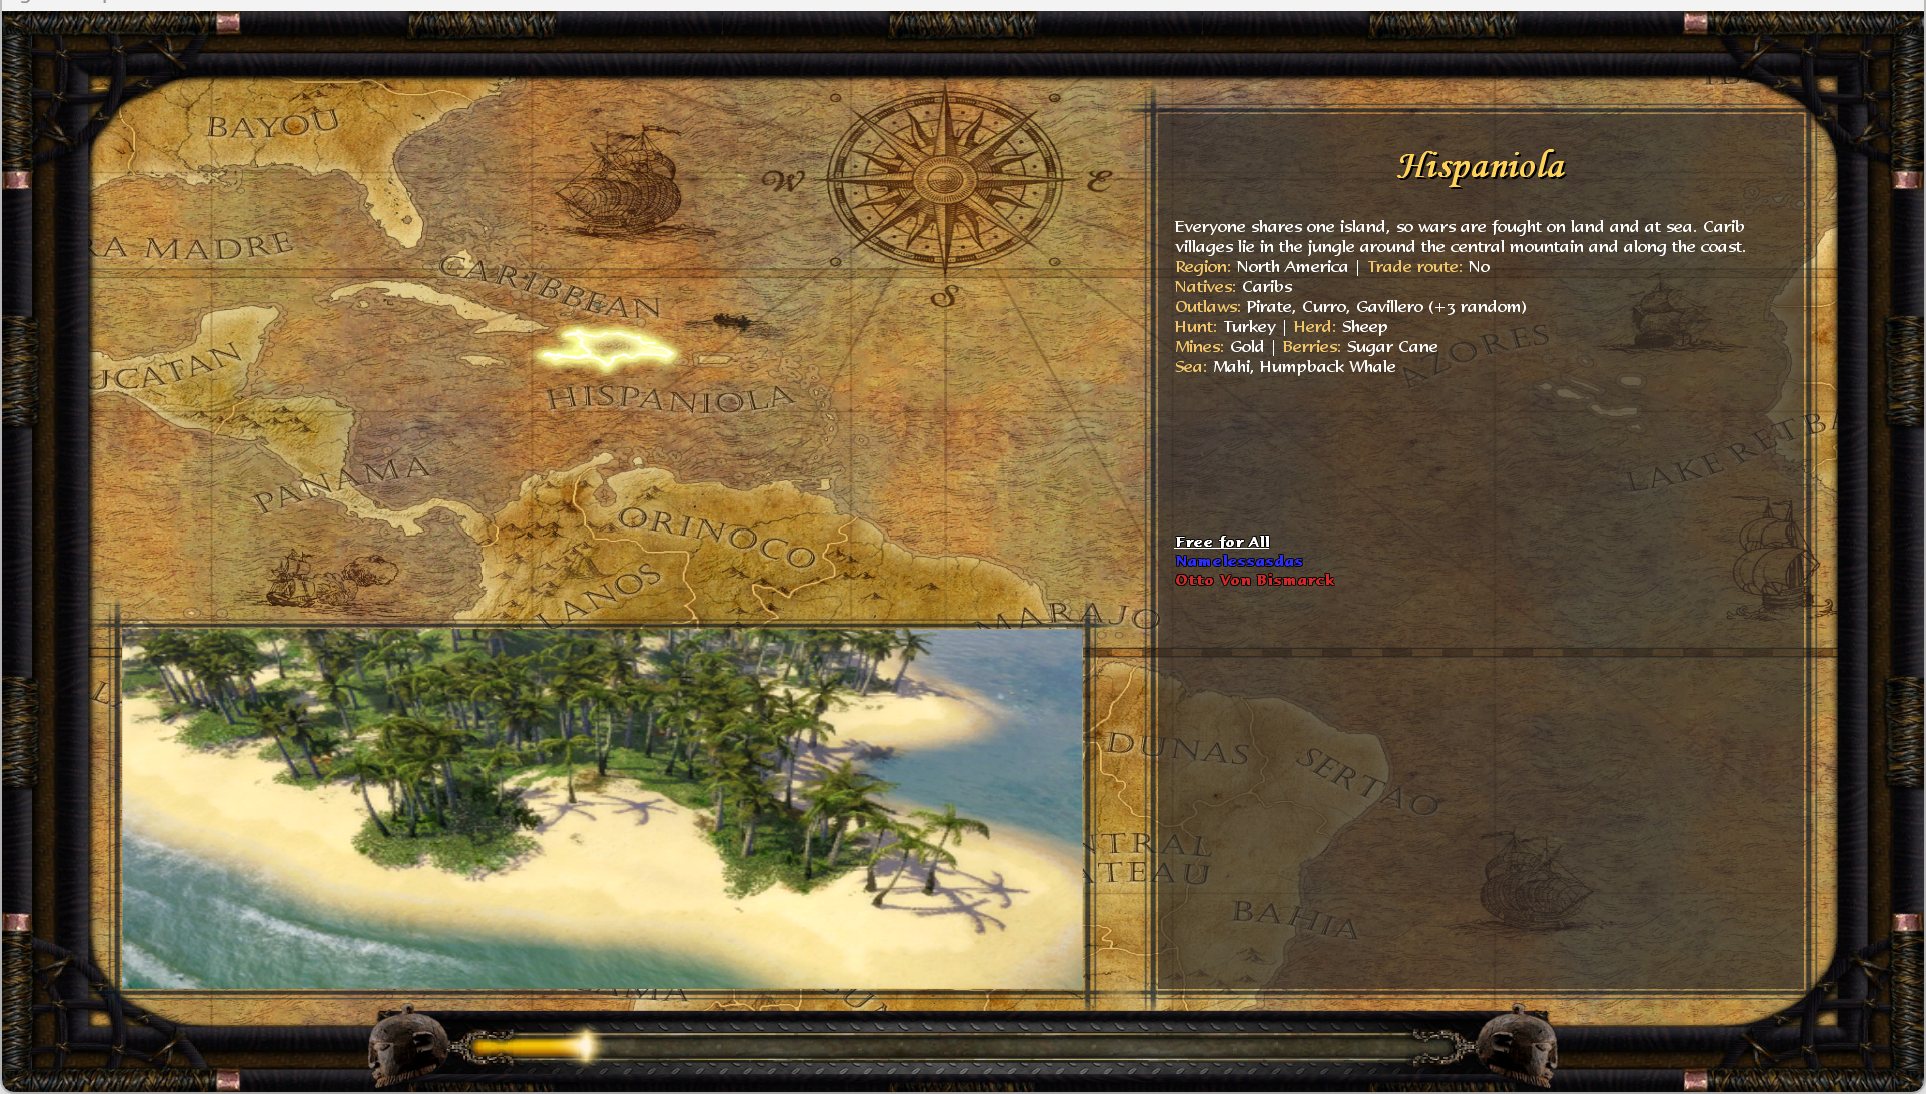 BAYOU
RA MADRE
CARIBBEAN
UCATAN
HISPANIOLA
PANAMA
ORINOCO
LLANOS
MARAJO
W
E
S
Hispaniola
Everyone shares one island, so wars are fought on land and at sea. Carib
villages lie in the jungle around the central mountain and along the coast.
Region: North America | Trade route: No
Natives: Caribs
Outlaws: Pirate, Curro, Gavillero (+3 random)
Hunt: Turkey | Herd: Sheep
Mines: Gold | Berries: Sugar Cane
Sea: Mahi, Humpback Whale
AZORES
LAKE RETBA
Free for All
Namelessasdas
Otto Von Bismarck
DUNAS
SERTAO
NTRAL
ATEAU
BAHIA